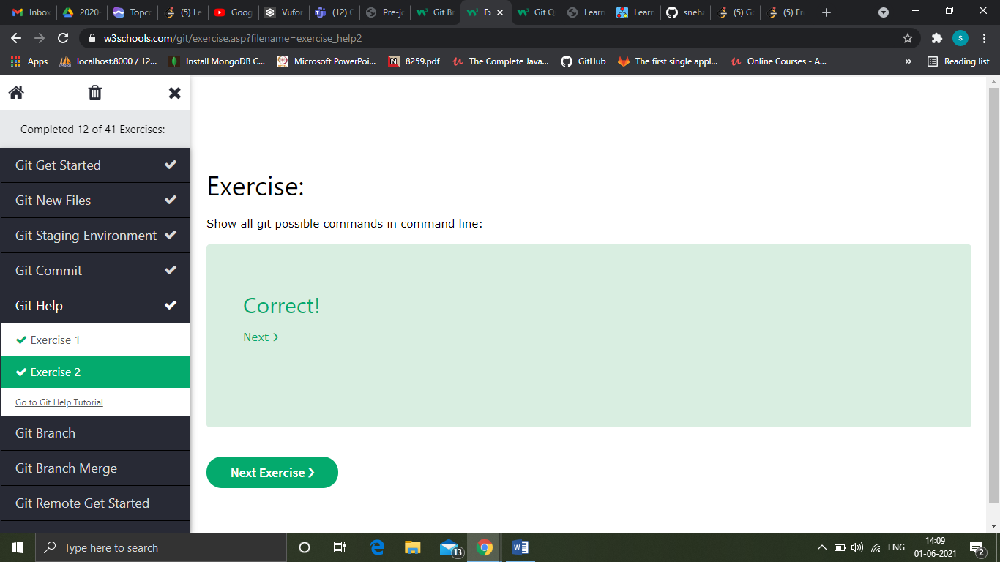 Inbox
2020-
Topco
(5) Le
Goog
Vufor
(12) C
Pre-jo
Git Br
Ex
Git Q
Learn
Learn
sneha
(5) Go
(5) Fr
w3schools.com/git/exercise.asp?filename=exercise_help2
s
Apps
localhost:8000 / 12...
Install MongoDB C...
Microsoft PowerPoi...
8259.pdf
The Complete Java...
GitHub
The first single appl...
Online Courses - A...
»
Reading list
Completed 12 of 41 Exercises:
Git Get Started
Git New Files
Git Staging Environment
Git Commit
Git Help
Exercise 1
Exercise 2
Go to Git Help Tutorial
Git Branch
Git Branch Merge
Git Remote Get Started
Exercise:
Show all git possible commands in command line:
Correct!
Next ❯
Next Exercise ❯
Type here to search
13
ENG
14:09
01-06-2021
2